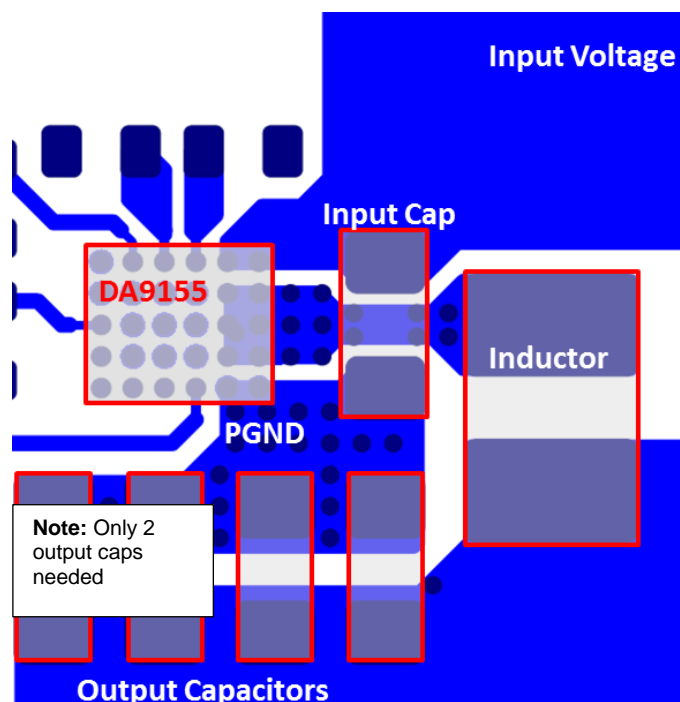 Input Voltage
Input Cap
DA9155
Inductor
PGND
Note: Only 2
output caps
needed
Output Capacitors